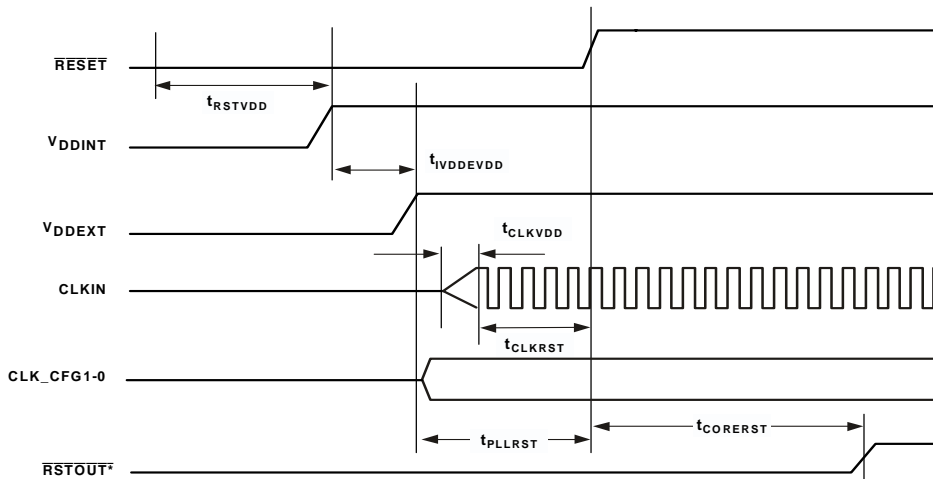 RESET
tRSTVDD
VDDINT
tIVDDEVDD
VDDEXT
tCLKVDD
CLKIN
tCLKRST
CLK_CFG1-0
tCORERST
tPLLRST
RSTOUT*